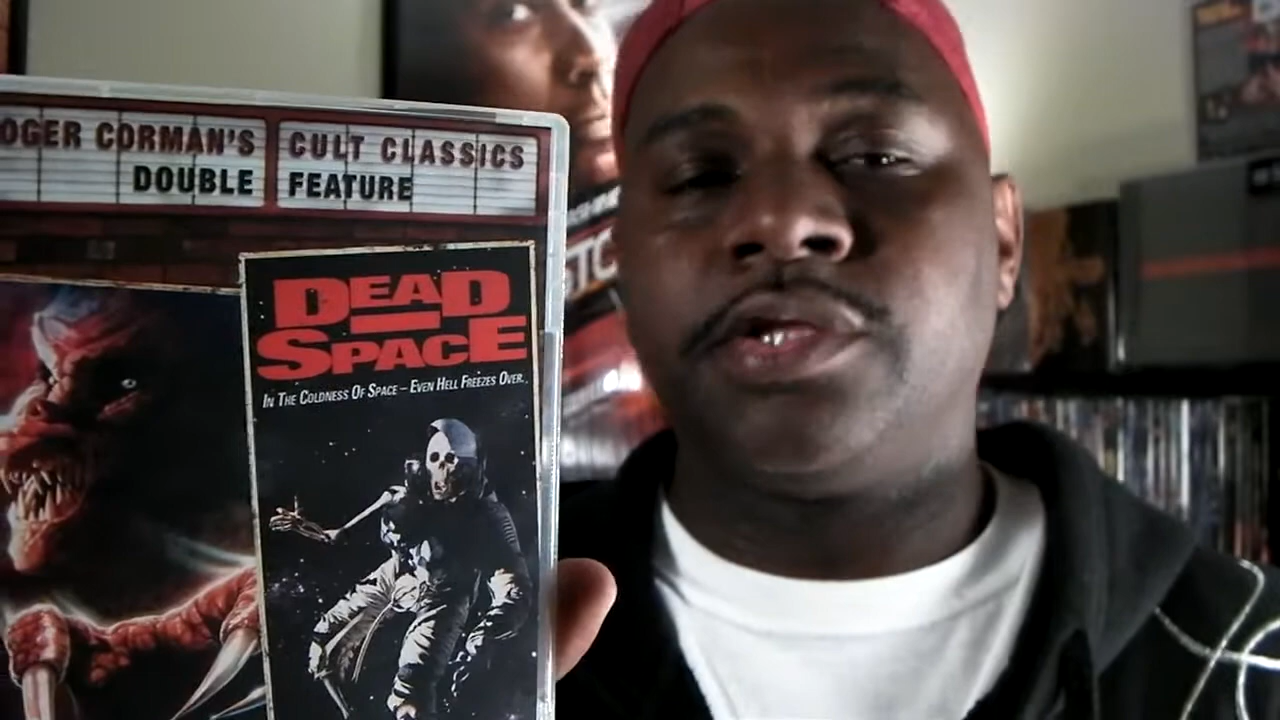 OGER CORMAN'S CULT CLASSICS
DOUBLE FEATURE
DEAD
SPACE
IN THE COLDNESS OF SPACE – EVEN HELL FREEZES OVER.